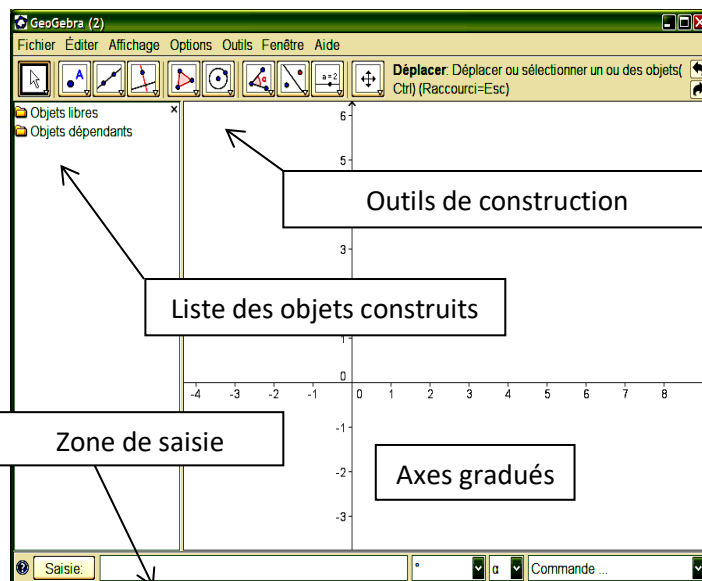 GeoGebra (2)
Fichier Éditer Affichage Options Outils Fenêtre Aide
A
α
a=2
Déplacer: Déplacer ou sélectionner un ou des objets(
Ctrl) (Raccourci=Esc)
Objets libres ×
Objets dépendants
6
5
Outils de construction
3
Liste des objets construits
1
0
-4 -3 -2 -1 0 1 2 3 4 5 6 7 8
-1
Zone de saisie
-2
Axes gradués
-3
Saisie: ° α Commande ...